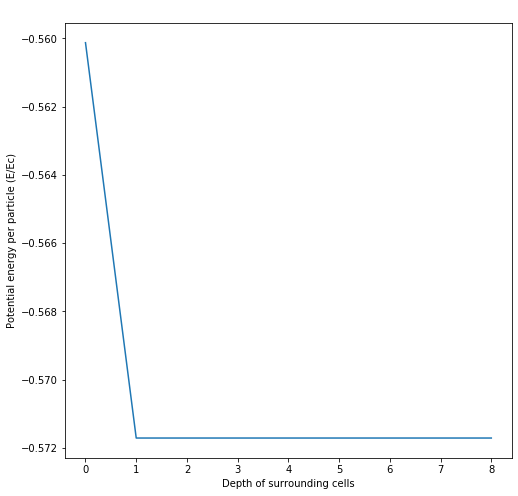 Potential energy per particle (E/Ec)
−0.560
−0.562
−0.564
−0.566
−0.568
−0.570
−0.572
0 1 2 3 4 5 6 7 8
Depth of surrounding cells